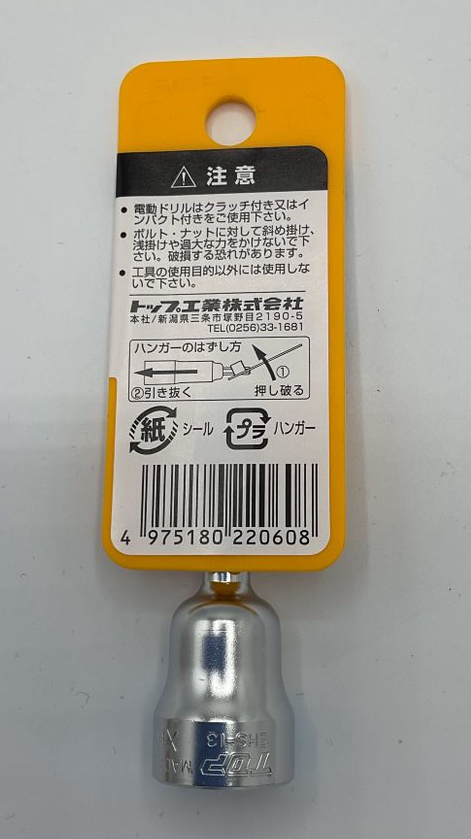 注意
• 電動ドリルはクラッチ付き又はイ
ンパクト付きをご使用下さい。
• ボルト・ナットに対して斜め掛け、
浅掛けや過大な力をかけないで下
さい。破損する恐れがあります。
• 工具の使用目的以外には使用しな
いで下さい。
トップ工業株式会社
本社/新潟県三条市塚野目2190-5
TEL(0256)33-1681
ハンガーのはずし方
①
②引き抜く 押し破る
紙 シール プラ ハンガー
4 975180 220608
EHS-13
TOP